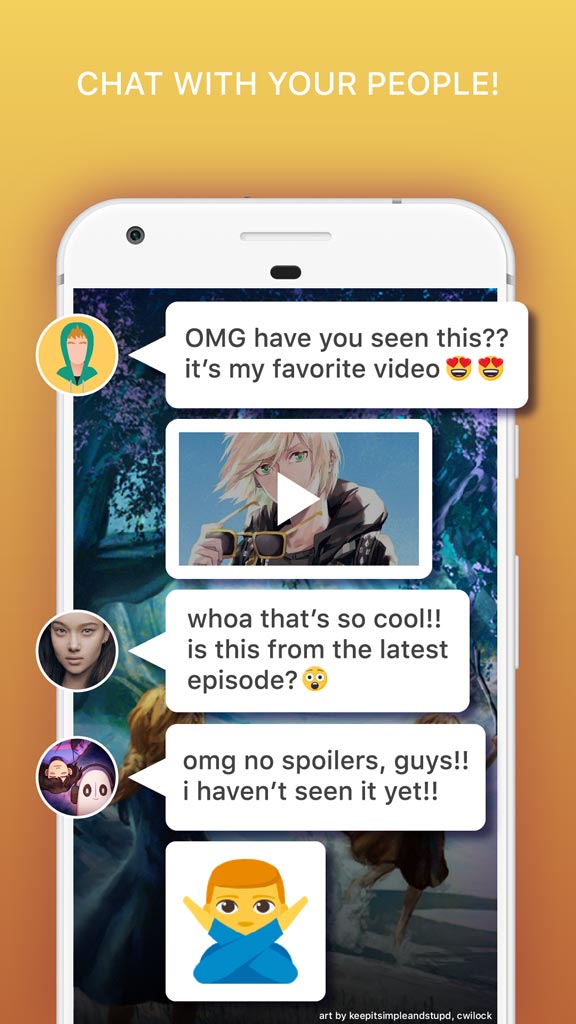 CHAT WITH YOUR PEOPLE!
OMG have you seen this??
it's my favorite video😍 😍
whoa that's so cool!!
is this from the latest
episode?😲
omg no spoilers, guys!!
i haven't seen it yet!!
art by keepitsimpleandstupd, cwilock